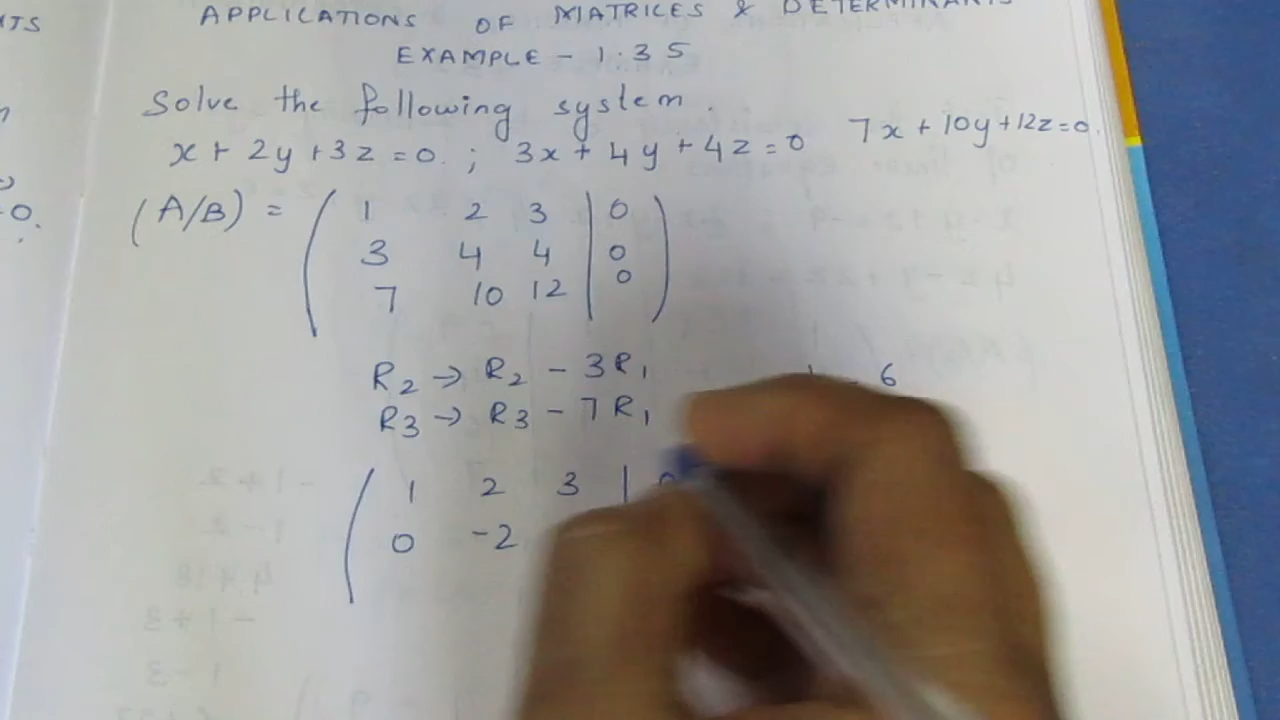 APPLICATIONS OF MATRICES & DETERMINANTS
EXAMPLE - 1.35
Solve the following system.
x + 2y + 3z = 0. ; 3x + 4y + 4z = 0 7x + 10y + 12z = 0.
(A/B) = ( 1 2 3 | 0 )
3 4 4 | 0
7 10 12 | 0
R2 → R2 - 3R1
6
R3 → R3 - 7R1
( 1 2 3 |
0 -2